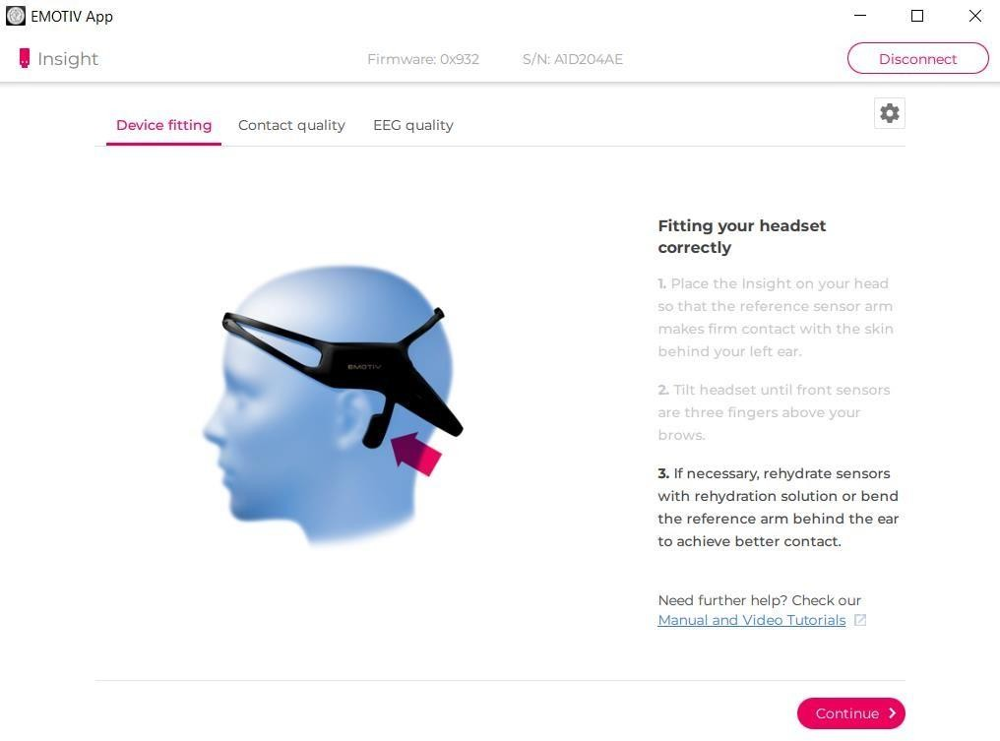 EMOTIV App
Insight
Firmware: 0x932
S/N: A1D204AE
Disconnect
Device fitting
Contact quality
EEG quality
Fitting your headset
correctly
1. Place the Insight on your head
so that the reference sensor arm
makes firm contact with the skin
behind your left ear.
2. Tilt headset until front sensors
are three fingers above your
brows.
3. If necessary, rehydrate sensors
with rehydration solution or bend
the reference arm behind the ear
to achieve better contact.
EMOTIV
Need further help? Check our
Manual and Video Tutorials
Continue